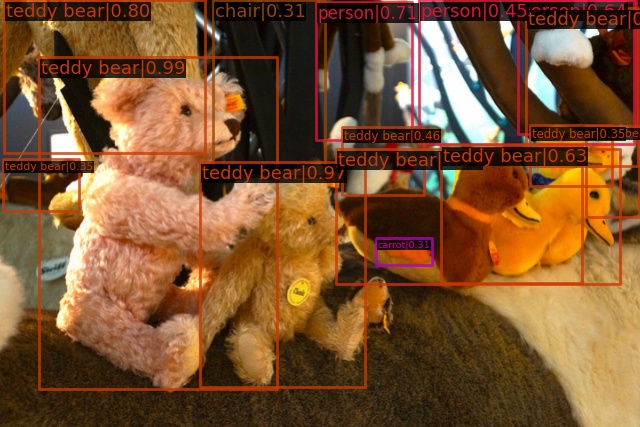 teddy bear|0.80
chair|0.31
person|0.71
person|0.45
teddy bear|0.99
teddy bear|0.46
teddy bear|0.35
teddy bear
teddy bear|0.63
teddy bear|0.97
carrot|0.31
Steiff